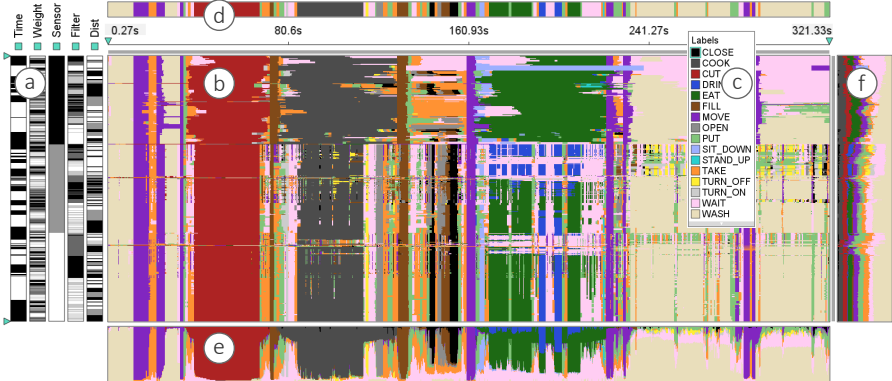 Time
Weight
Sensor
Filter
Dist
a
d
0.27s 80.6s 160.93s 241.27s 321.33s
b
c
f
Labels
CLOSE
COOK
CUT
DRIN
EAT
FILL
MOVE
OPEN
PUT
SIT_DOWN
STAND_UP
TAKE
TURN_OFF
TURN_ON
WAIT
WASH
e